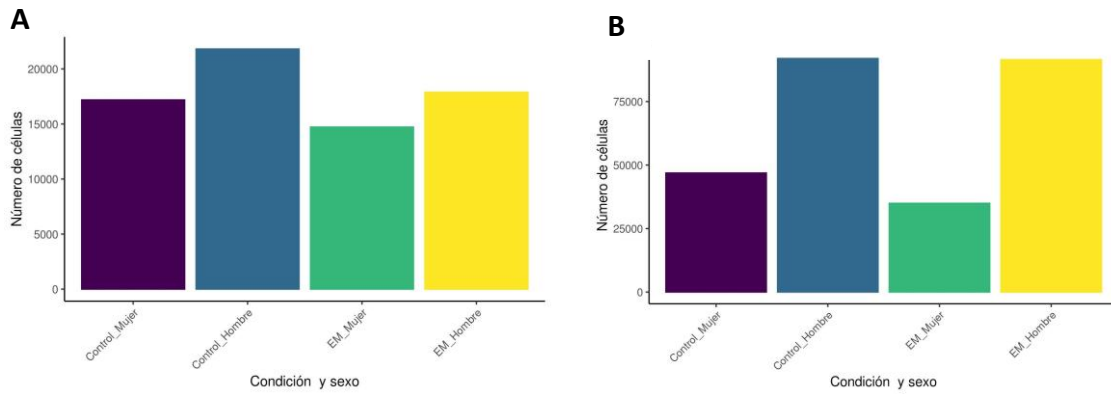 A
Número de células
20000
15000
10000
5000
0
Control_Mujer
Control_Hombre
EM_Mujer
EM_Hombre
Condición y sexo
B
Número de células
75000
50000
25000
0
Control_Mujer
Control_Hombre
EM_Mujer
EM_Hombre
Condición y sexo